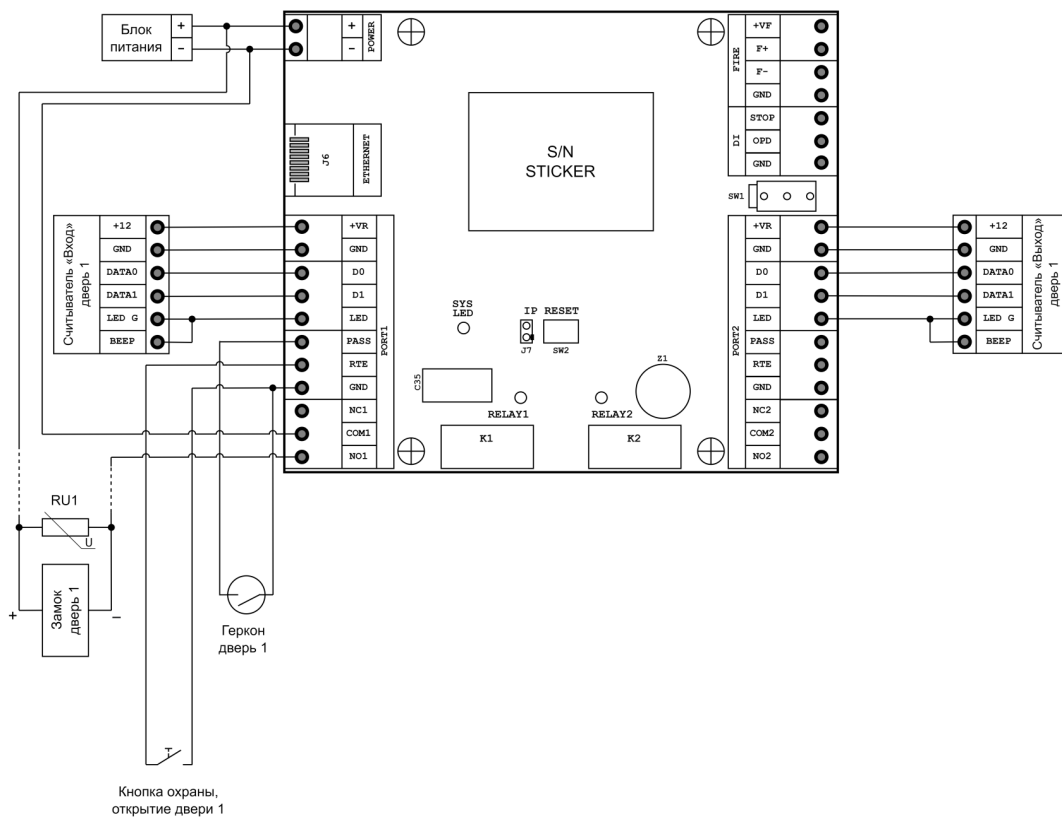 Блок
питания
+
−
+
−
POWER
J6
ETHERNET
S/N
STICKER
FIRE
+VF
F+
F-
GND
DI
STOP
OPD
GND
SW1
Считыватель «Вход»
дверь 1
+12
GND
DATA0
DATA1
LED G
BEEP
+VR
GND
D0
D1
LED
PASS
RTE
GND
NC1
COM1
NO1
PORT1
SYS
LED
IP RESET
J7
SW2
C35
RELAY1
RELAY2
Z1
K1
K2
PORT2
+VR
GND
D0
D1
LED
PASS
RTE
GND
NC2
COM2
NO2
+12
GND
DATA0
DATA1
LED G
BEEP
Считыватель «Выход»
дверь 1
RU1
U
+
Замок
дверь 1
−
Геркон
дверь 1
Кнопка охраны,
открытие двери 1